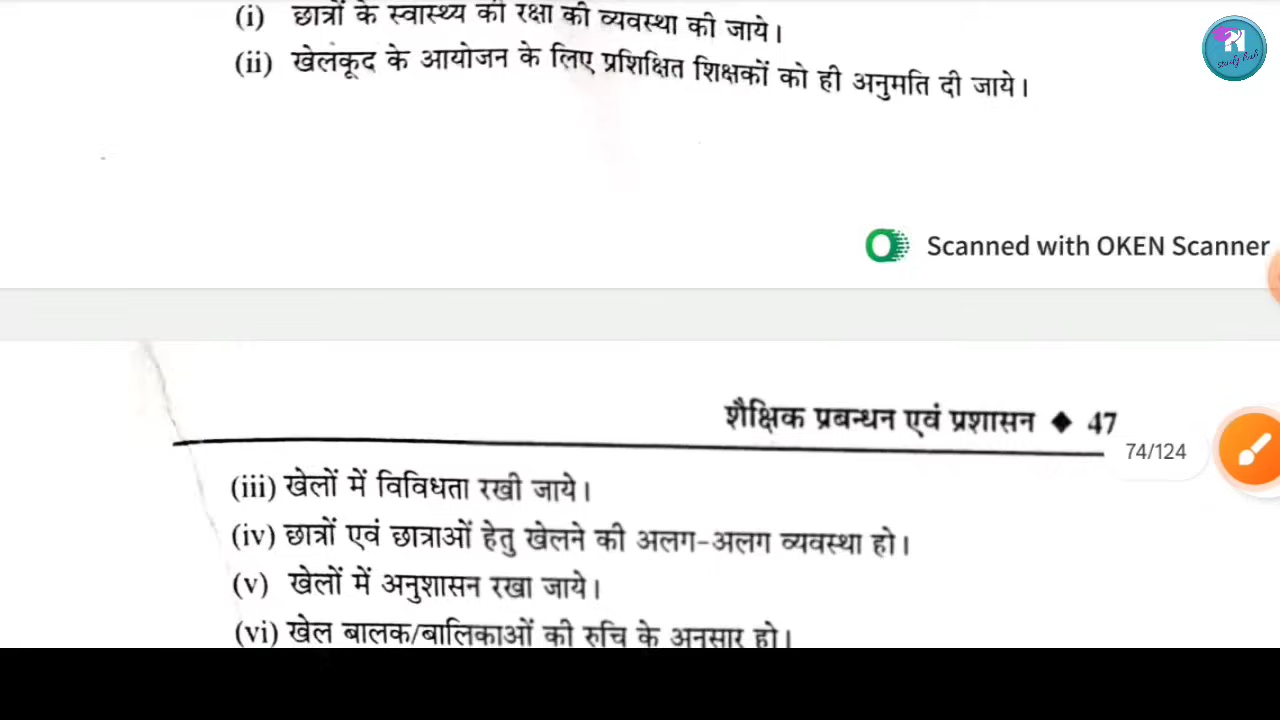 (i) छात्रों के स्वास्थ्य की रक्षा की व्यवस्था की जाये।
(ii) खेलकूद के आयोजन के लिए प्रशिक्षित शिक्षकों को ही अनुमति दी जाये।
Scanned with OKEN Scanner
शैक्षिक प्रबन्धन एवं प्रशासन ◆ 47
74/124
(iii) खेलों में विविधता रखी जाये।
(iv) छात्रों एवं छात्राओं हेतु खेलने की अलग-अलग व्यवस्था हो।
(v) खेलों में अनुशासन रखा जाये।
(vi) खेल बालक/बालिकाओं की रुचि के अनुसार हो।